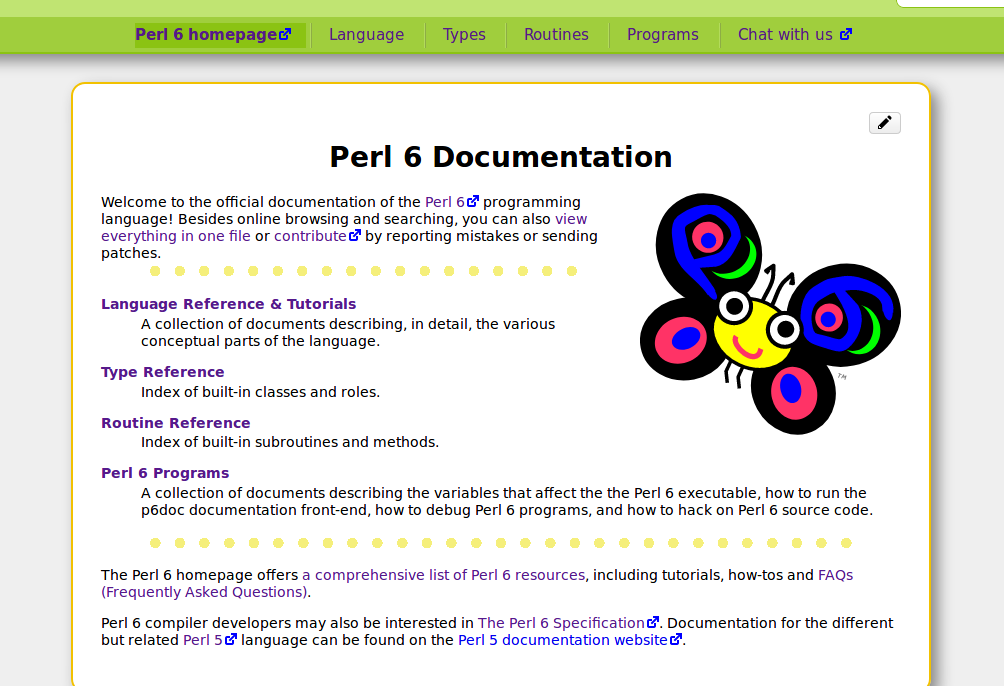 Perl 6 homepage Language Types Routines Programs Chat with us
Perl 6 Documentation
Welcome to the official documentation of the Perl 6 programming
language! Besides online browsing and searching, you can also view
everything in one file or contribute by reporting mistakes or sending
patches.
Language Reference & Tutorials
A collection of documents describing, in detail, the various
conceptual parts of the language.
Type Reference
Index of built-in classes and roles.
Routine Reference
Index of built-in subroutines and methods.
TM
Perl 6 Programs
A collection of documents describing the variables that affect the the Perl 6 executable, how to run the
p6doc documentation front-end, how to debug Perl 6 programs, and how to hack on Perl 6 source code.
The Perl 6 homepage offers a comprehensive list of Perl 6 resources, including tutorials, how-tos and FAQs
(Frequently Asked Questions).
Perl 6 compiler developers may also be interested in The Perl 6 Specification. Documentation for the different
but related Perl 5 language can be found on the Perl 5 documentation website.